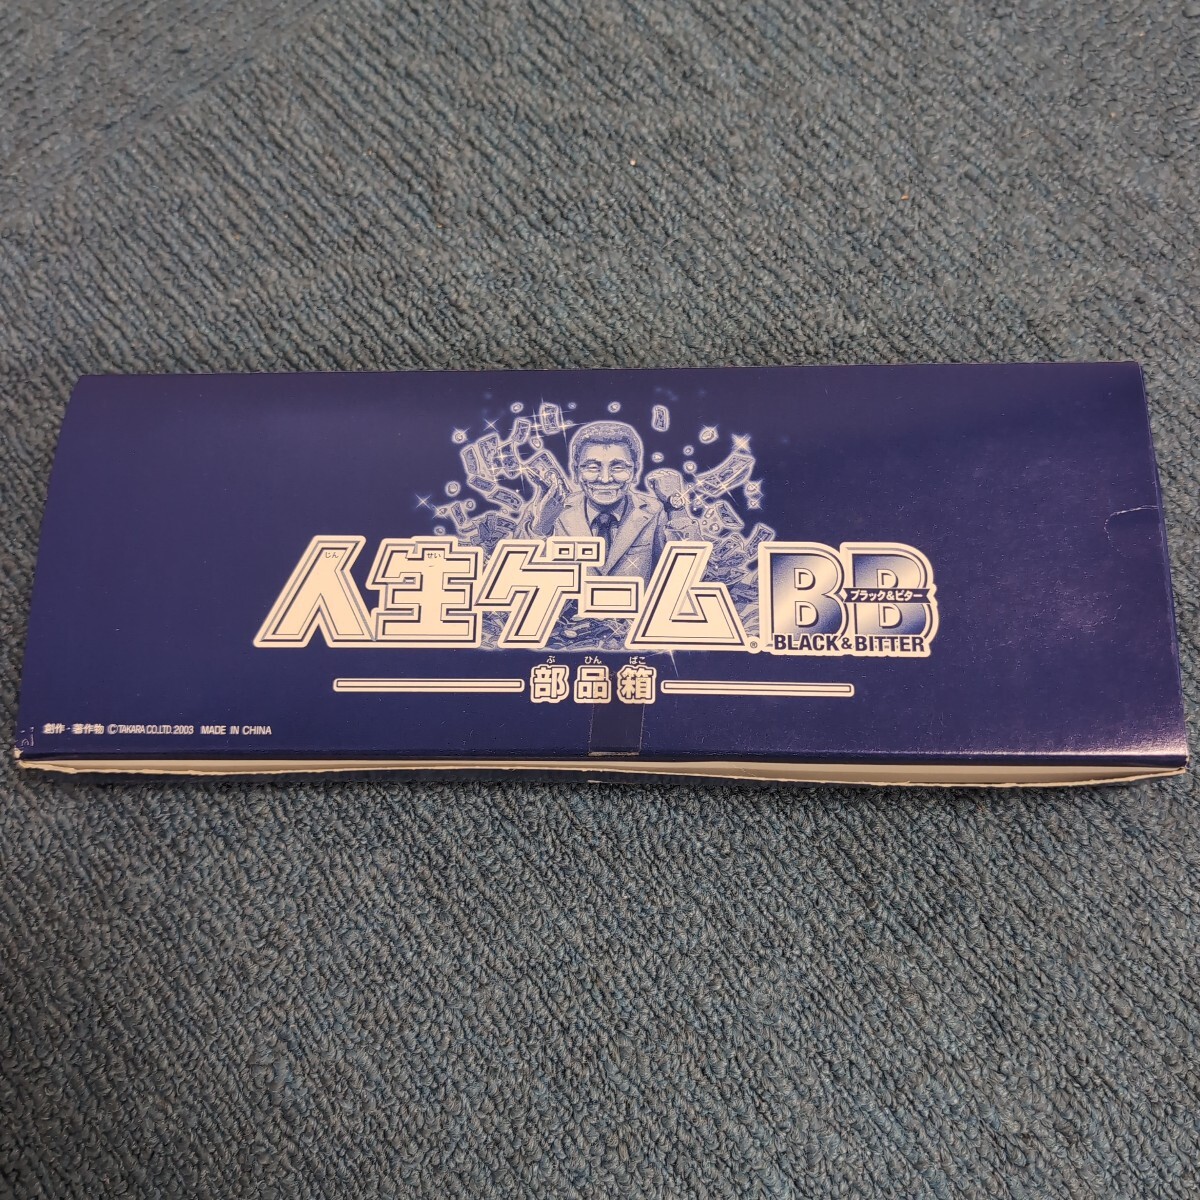 じん せい
人生ゲーム® BB
ブラック&ビター
BLACK & BITTER
ぶ ひん ばこ
部品箱
創作・著作物 ©TAKARA CO.,LTD. 2003 MADE IN CHINA